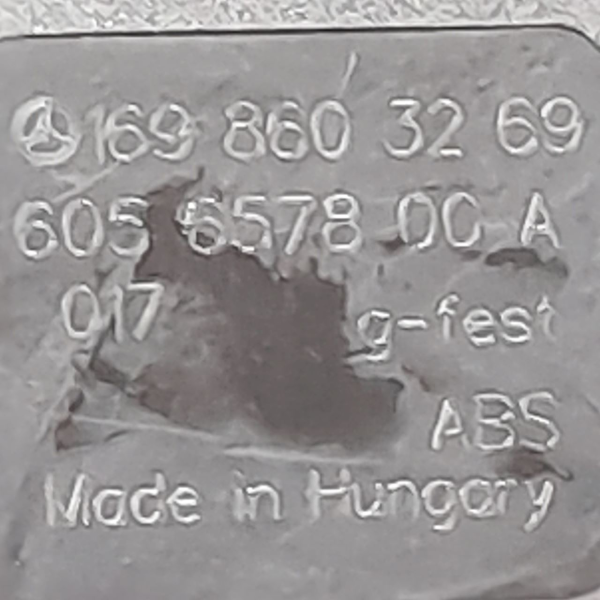 169 860 32 69
605 6578 00 A
017 g-fest
ABS
Made in Hungary